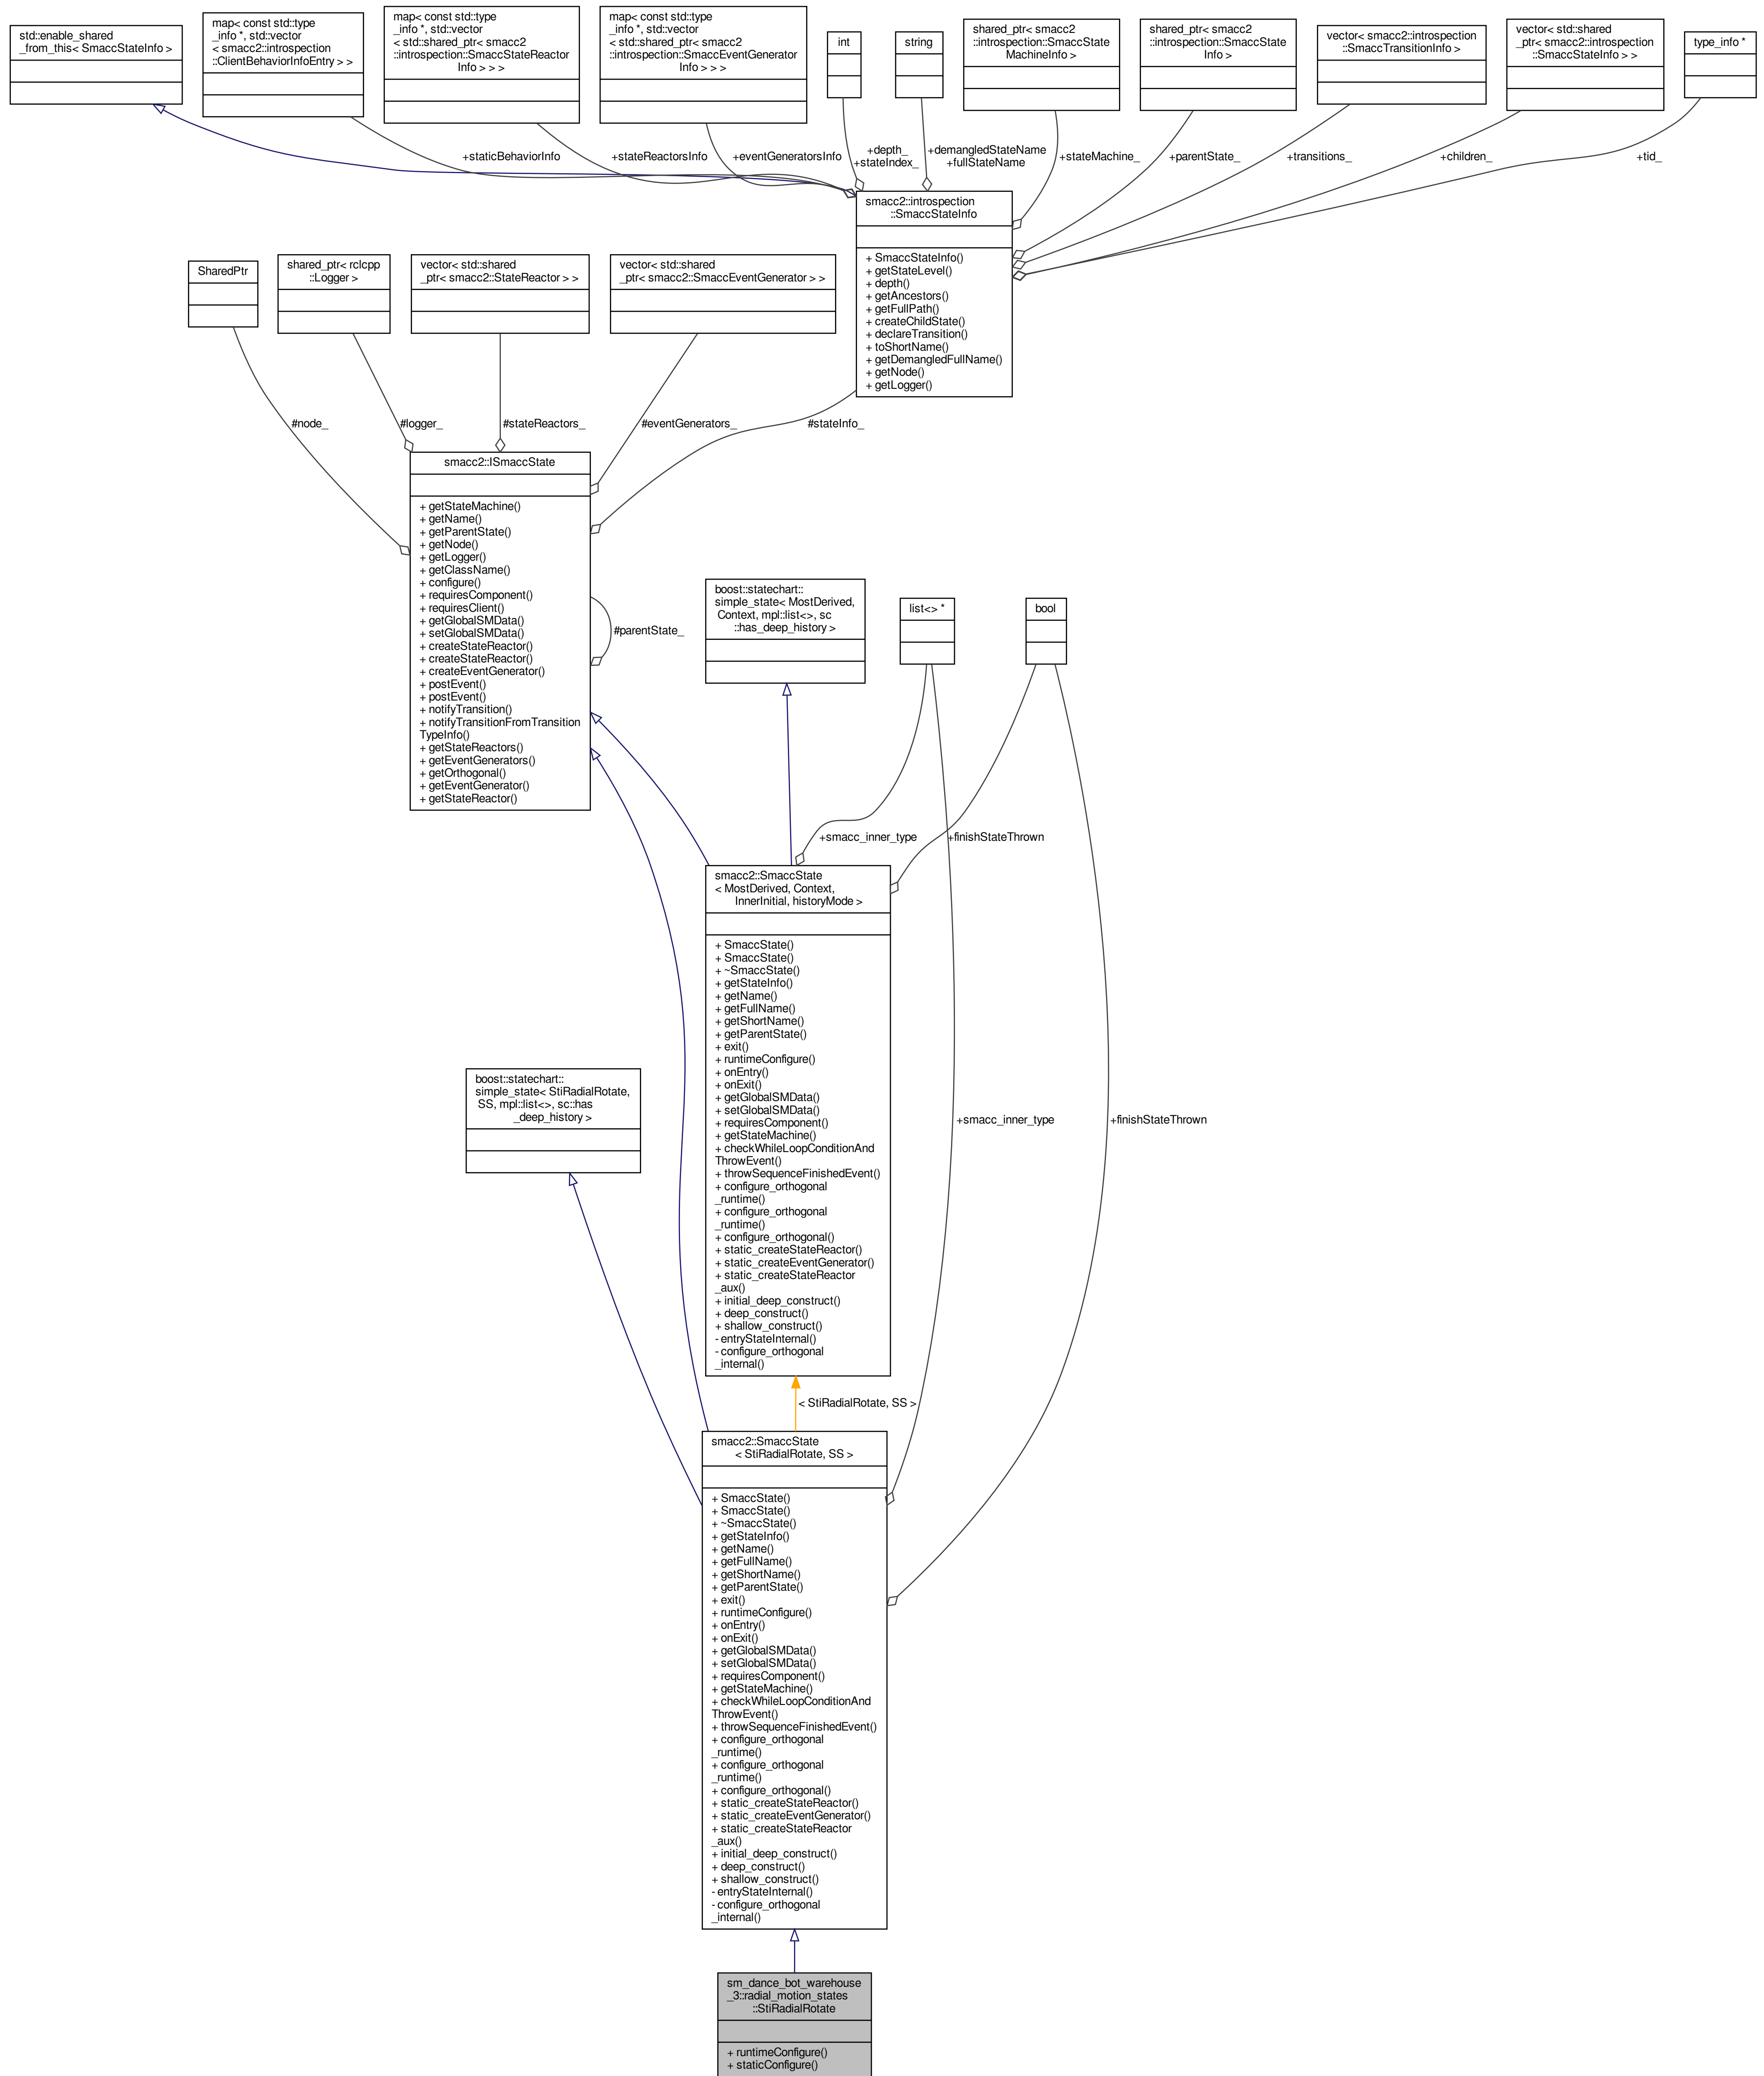 std::enable_shared
_from_this< SmaccStateInfo >
map< const std::type
_info *, std::vector
< smacc2::introspection
::ClientBehaviorInfoEntry > >
map< const std::type
_info *, std::vector
< std::shared_ptr< smacc2
::introspection::SmaccStateReactor
Info > > >
map< const std::type
_info *, std::vector
< std::shared_ptr< smacc2
::introspection::SmaccEventGenerator
Info > > >
int
string
shared_ptr< smacc2
::introspection::SmaccState
MachineInfo >
shared_ptr< smacc2
::introspection::SmaccState
Info >
vector< smacc2::introspection
::SmaccTransitionInfo >
vector< std::shared
_ptr< smacc2::introspection
::SmaccStateInfo > >
type_info *
+staticBehaviorInfo
+stateReactorsInfo
+eventGeneratorsInfo
+depth_
+stateIndex_
+demangledStateName
+fullStateName
+stateMachine_
+parentState_
+transitions_
+children_
+tid_
smacc2::introspection
::SmaccStateInfo
+ SmaccStateInfo()
+ getStateLevel()
+ depth()
+ getAncestors()
+ getFullPath()
+ createChildState()
+ declareTransition()
+ toShortName()
+ getDemangledFullName()
+ getNode()
+ getLogger()
SharedPtr
shared_ptr< rclcpp
::Logger >
vector< std::shared
_ptr< smacc2::StateReactor > >
vector< std::shared
_ptr< smacc2::SmaccEventGenerator > >
#node_
#logger_
#stateReactors_
#eventGenerators_
#stateInfo_
smacc2::ISmaccState
+ getStateMachine()
+ getName()
+ getParentState()
+ getNode()
+ getLogger()
+ getClassName()
+ configure()
+ requiresComponent()
+ requiresClient()
+ getGlobalSMData()
+ setGlobalSMData()
+ createStateReactor()
+ createStateReactor()
+ createEventGenerator()
+ postEvent()
+ postEvent()
+ notifyTransition()
+ notifyTransitionFromTransition
TypeInfo()
+ getStateReactors()
+ getEventGenerators()
+ getOrthogonal()
+ getEventGenerator()
+ getStateReactor()
#parentState_
boost::statechart::
simple_state< MostDerived,
Context, mpl::list<>, sc
::has_deep_history >
list<> *
bool
+smacc_inner_type
+finishStateThrown
smacc2::SmaccState
< MostDerived, Context,
InnerInitial, historyMode >
+ SmaccState()
+ SmaccState()
+ ~SmaccState()
+ getStateInfo()
+ getName()
+ getFullName()
+ getShortName()
+ getParentState()
+ exit()
+ runtimeConfigure()
+ onEntry()
+ onExit()
+ getGlobalSMData()
+ setGlobalSMData()
+ requiresComponent()
+ getStateMachine()
+ checkWhileLoopConditionAnd
ThrowEvent()
+ throwSequenceFinishedEvent()
+ configure_orthogonal
_runtime()
+ configure_orthogonal
_runtime()
+ configure_orthogonal()
+ static_createStateReactor()
+ static_createEventGenerator()
+ static_createStateReactor
_aux()
+ initial_deep_construct()
+ deep_construct()
+ shallow_construct()
- entryStateInternal()
- configure_orthogonal
_internal()
boost::statechart::
simple_state< StiRadialRotate,
SS, mpl::list<>, sc::has
_deep_history >
+smacc_inner_type
+finishStateThrown
< StiRadialRotate, SS >
smacc2::SmaccState
< StiRadialRotate, SS >
+ SmaccState()
+ SmaccState()
+ ~SmaccState()
+ getStateInfo()
+ getName()
+ getFullName()
+ getShortName()
+ getParentState()
+ exit()
+ runtimeConfigure()
+ onEntry()
+ onExit()
+ getGlobalSMData()
+ setGlobalSMData()
+ requiresComponent()
+ getStateMachine()
+ checkWhileLoopConditionAnd
ThrowEvent()
+ throwSequenceFinishedEvent()
+ configure_orthogonal
_runtime()
+ configure_orthogonal
_runtime()
+ configure_orthogonal()
+ static_createStateReactor()
+ static_createEventGenerator()
+ static_createStateReactor
_aux()
+ initial_deep_construct()
+ deep_construct()
+ shallow_construct()
- entryStateInternal()
- configure_orthogonal
_internal()
sm_dance_bot_warehouse
_3::radial_motion_states
::StiRadialRotate
+ runtimeConfigure()
+ staticConfigure()